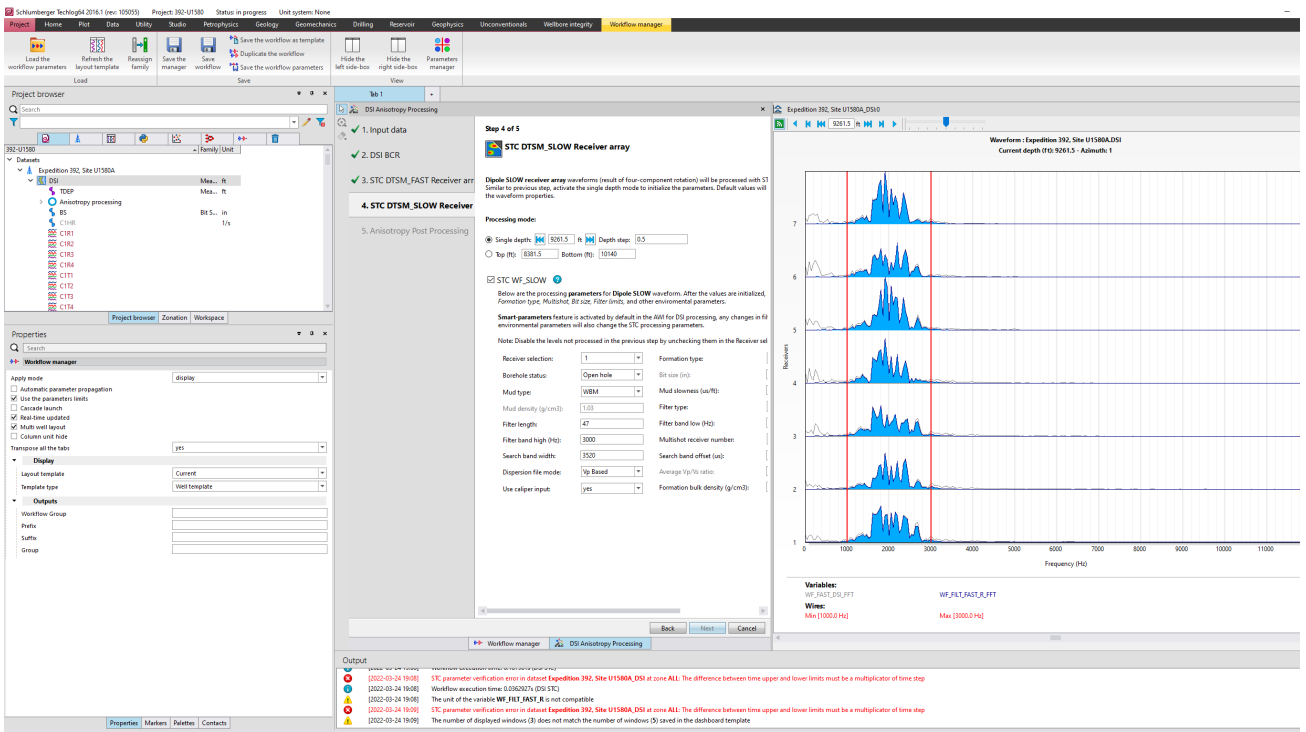 Schlumberger Techlog64 2016.1 (rev: 105055) Project: 392-U1580 Status: in progress Unit system: None
Project Home Plot Data Utility Studio Petrophysics Geology Geomechanics Drilling Reservoir Geophysics Unconventionals Wellbore integrity Workflow manager
Load the workflow parameters
Refresh the layout template
Reassign family
Save the manager
Save workflow
Save the workflow as template
Duplicate the workflow
Save the workflow parameters
Hide the left side-box
Hide the right side-box
Parameters manager
Load Save View
Project browser
Search
392-U1580 Family Unit
Datasets
Expedition 392, Site U1580A
DSI Mea... ft
TDEP Mea... ft
Anisotropy processing
BS Bit S... in
C1HR 1/s
C1R1
C1R2
C1R3
C1R4
C1T1
C1T2
C1T3
C1T4
Project browser Zonation Workspace
Properties
Search
Workflow manager
Apply mode display
Automatic parameter propagation
Use the parameters limits
Cascade launch
Real-time updated
Multi well layout
Column unit hide
Transpose all the tabs yes
Display
Layout template Current
Template type Well template
Outputs
Workflow Group
Prefix
Suffix
Group
Properties Markers Palettes Contacts
Tab 1 +
DSI Anisotropy Processing
1. Input data
2. DSI BCR
3. STC DTSM_FAST Receiver arr
4. STC DTSM_SLOW Receiver
5. Anisotropy Post Processing
Step 4 of 5
STC DTSM_SLOW Receiver array
Dipole SLOW receiver array waveforms (result of four-component rotation) will be processed with ST
Similar to previous step, activate the single depth mode to initialize the parameters. Default values will
the waveform properties.
Processing mode:
Single depth: 9261.5 ft Depth step: 0.5
Top (ft): 8381.5 Bottom (ft): 10140
STC WF_SLOW
Below are the processing parameters for Dipole SLOW waveform. After the values are initialized,
Formation type, Multishot, Bit size, Filter limits, and other enviromental parameters.
Smart-parameters feature is activated by default in the AWI for DSI processing, any changes in filt
environmental parameters will also change the STC processing parameters.
Note: Disable the levels not processed in the previous step by unchecking them in the Receiver sel
Receiver selection: 1 Formation type:
Borehole status: Open hole Bit size (in):
Mud type: WBM Mud slowness (us/ft):
Mud density (g/cm3): 1.03 Filter type:
Filter length: 47 Filter band low (Hz):
Filter band high (Hz): 3000 Multishot receiver number:
Search band width: 3520 Search band offset (us):
Dispersion file mode: Vp Based Average Vp/Vs ratio:
Use caliper input: yes Formation bulk density (g/cm3):
Back Next Cancel
Workflow manager DSI Anisotropy Processing
Expedition 392, Site U1580A_DSI:0
9261.5 ft
Waveform : Expedition 392, Site U1580A.DSI
Current depth (ft): 9261.5 - Azimuth: 1
7
6
5
4
3
2
1
Receivers
0 1000 2000 3000 4000 5000 6000 7000 8000 9000 10000 11000
Frequency (Hz)
Variables:
WF_FAST_DSI_FFT WF_FILT_FAST_R_FFT
Wires:
Min [1000.0 Hz] Max [3000.0 Hz]
Output
[2022-03-24 19:08] STC parameter verification error in dataset Expedition 392, Site U1580A_DSI at zone ALL: The difference between time upper and lower limits must be a multiplicator of time step
[2022-03-24 19:08] Workflow execution time: 0.0362927s (DSI STC)
[2022-03-24 19:08] The unit of the variable WF_FILT_FAST_R is not compatible
[2022-03-24 19:09] STC parameter verification error in dataset Expedition 392, Site U1580A_DSI at zone ALL: The difference between time upper and lower limits must be a multiplicator of time step
[2022-03-24 19:09] The number of displayed windows (3) does not match the number of windows (5) saved in the dashboard template